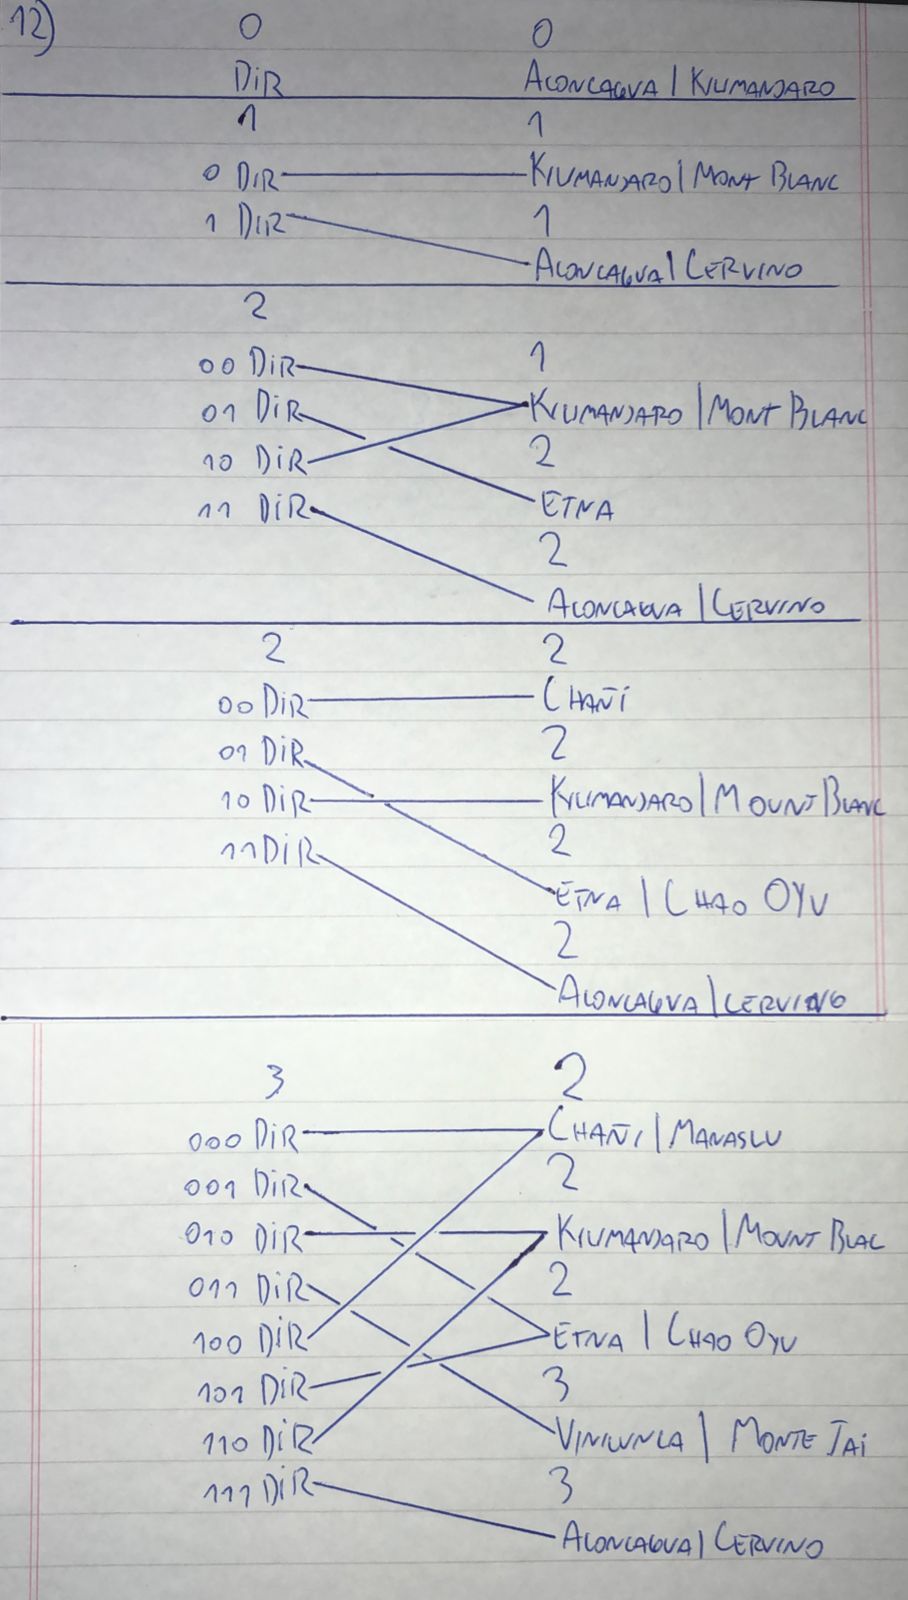 12) 0 0
DIR ACONCAGUA | KILIMANJARO
1 1
0 DIR KILIMANJARO | MONT BLANC
1 DIR 1
ACONCAGUA | CERVINO
2
00 DIR 1
01 DIR KILIMANJARO | MONT BLANC
10 DIR 2
11 DIR ETNA
2
ACONCAGUA | CERVINO
2 2
00 DIR CHAÑI
01 DIR 2
10 DIR KILIMANJARO | MOUNT BLANC
11 DIR 2
ETNA | CHAO OYU
2
ACONCAGUA | CERVINO
3 2
000 DIR CHAÑI | MANASLU
001 DIR 2
010 DIR KILIMANJARO | MOUNT BLAC
011 DIR 2
100 DIR ETNA | CHAO OYU
101 DIR 3
110 DIR VINICUNCA | MONTE TAI
111 DIR 3
ACONCAGUA | CERVINO